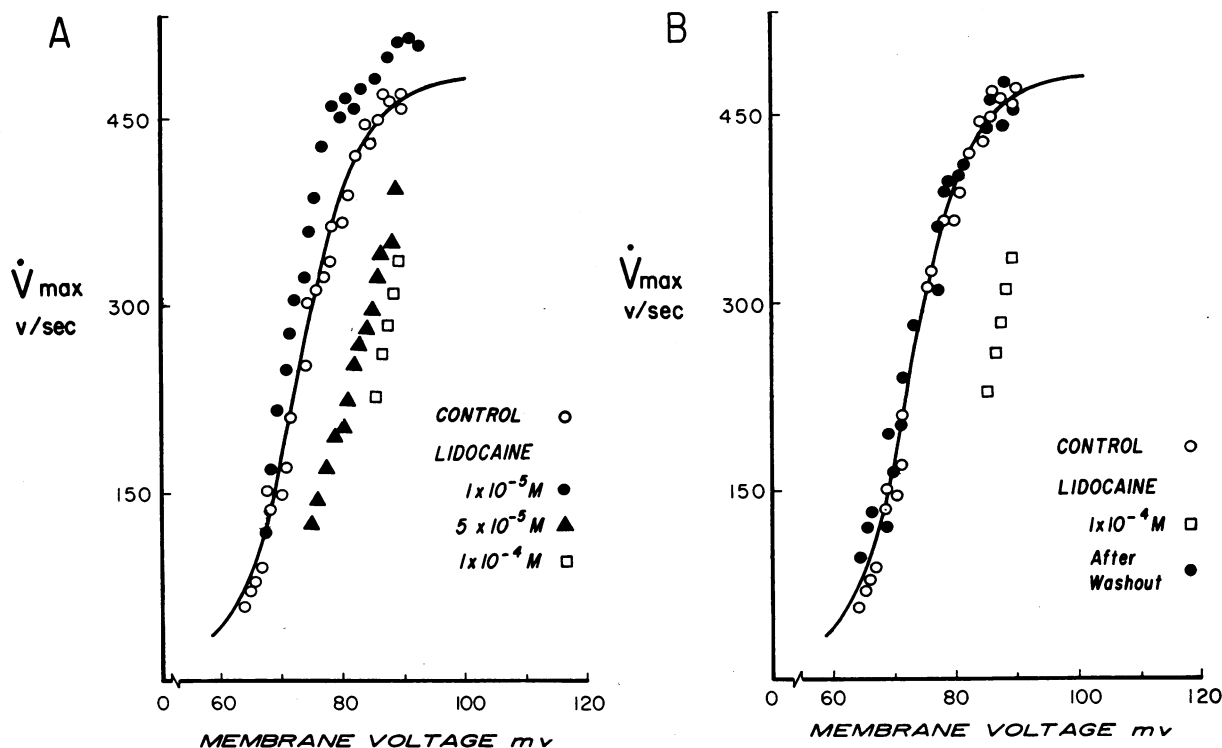 A
450
300
150
V̇max
v/sec
CONTROL
LIDOCAINE
1x10⁻⁵M
5x10⁻⁵M
1x10⁻⁴M
60
80
100
120
MEMBRANE VOLTAGE mv
B
450
300
150
V̇max
v/sec
CONTROL
LIDOCAINE
1x10⁻⁴M
After
Washout
0
60
80
100
120
MEMBRANE VOLTAGE mv
0